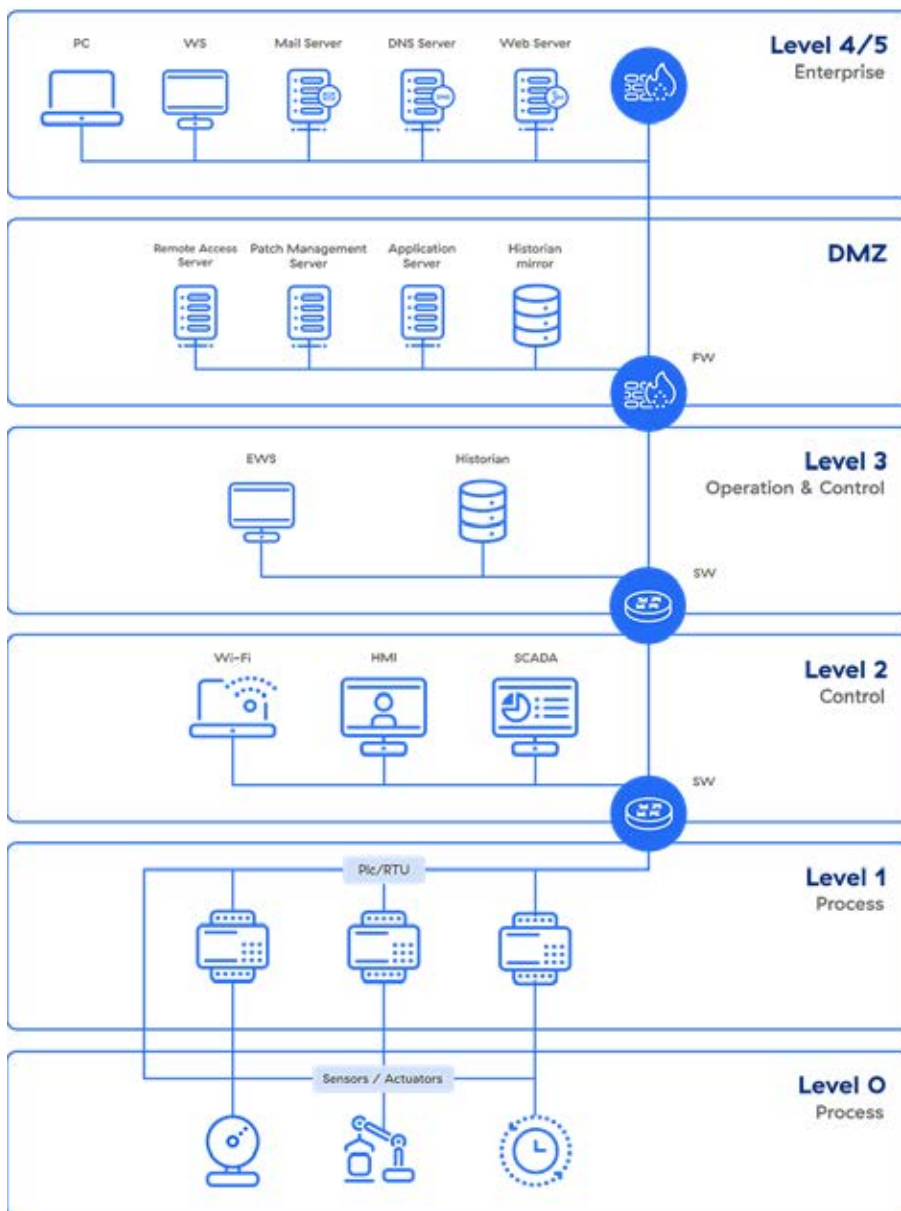 PC
WS
Mail Server
DNS Server
Web Server
Level 4/5
Enterprise
Remote Access
Server
Patch Management
Server
Application
Server
Historian
mirror
DMZ
FW
EWS
Historian
Level 3
Operation & Control
SW
Wi-Fi
HMI
SCADA
Level 2
Control
SW
Plc/RTU
Level 1
Process
Sensors / Actuators
Level 0
Process